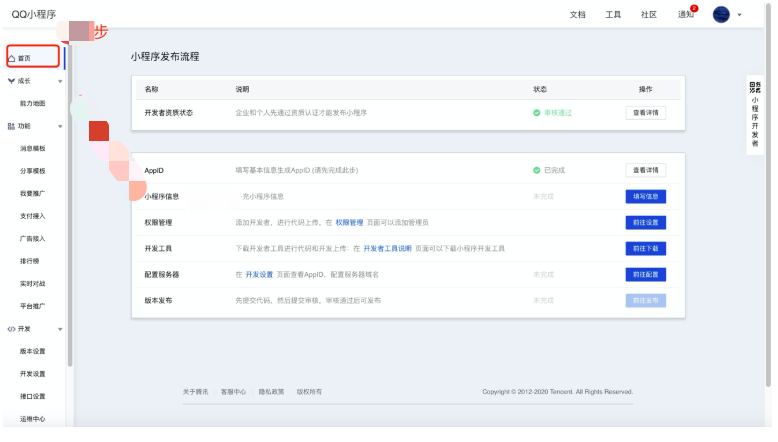 QQ小程序
文档 工具 社区 通知 2
步
首页
成长
能力地图
功能
消息模板
分享模板
我要推广
支付接入
广告接入
排行榜
实时对战
平台推广
开发
版本设置
开发设置
接口设置
运维中心
小程序发布流程
名称 说明 状态 操作
开发者资质状态 企业和个人先通过资质认证才能发布小程序 审核通过 查看详情
AppID 填写基本信息生成AppID (请先完成此步) 已完成 查看详情
小程序信息 充小程序信息 未完成 填写信息
权限管理 添加开发者，进行代码上传，在 权限管理 页面可以添加管理员 前往设置
开发工具 下载开发者工具进行代码和开发上传：在 开发者工具说明 页面可以下载小程序开发工具 前往下载
配置服务器 在 开发设置 页面查看AppID，配置服务器域名 未完成 前往配置
版本发布 先提交代码，然后提交审核，审核通过后可发布 未完成 前往发布
小程序开发者
关于腾讯 客服中心 隐私政策 版权所有 Copyright © 2012-2020 Tencent. All Rights Reserved.